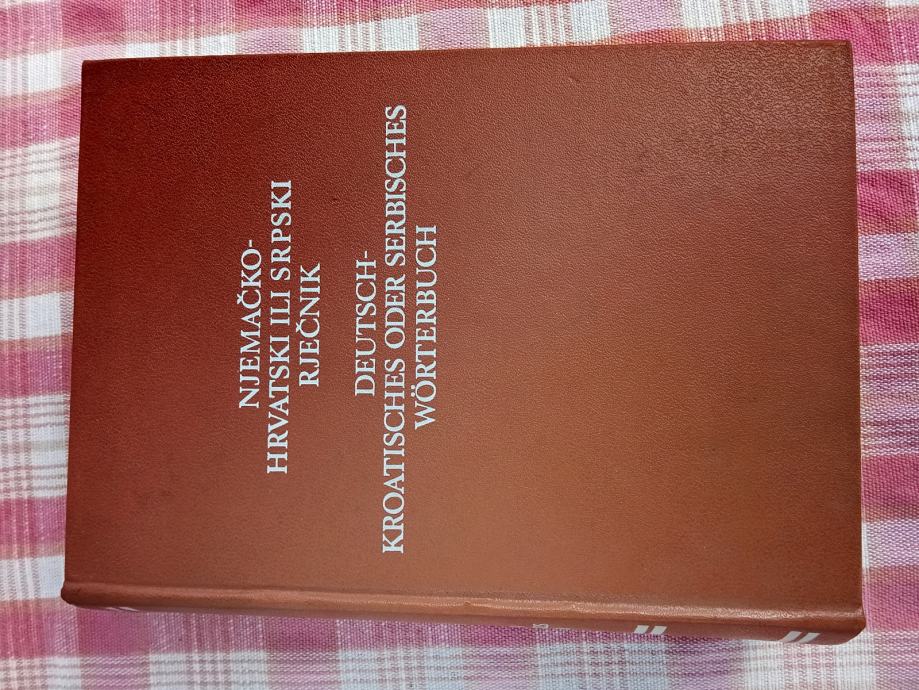 NJEMAČKO-
HRVATSKI ILI SRPSKI
RJEČNIK
DEUTSCH-
KROATISCHES ODER SERBISCHES
WÖRTERBUCH